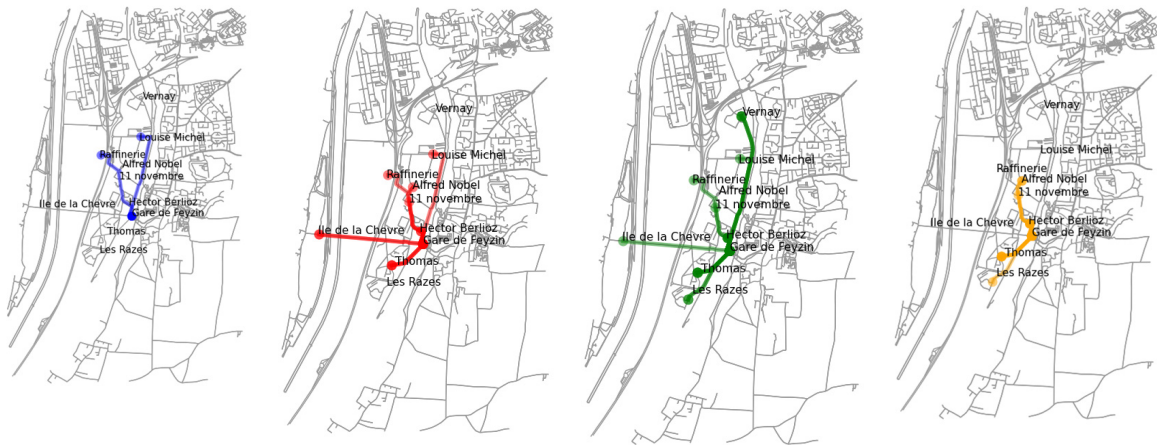 Vernay
Louise Michel
Raffinerie
Alfred Nobel
11 novembre
Ile de la Chèvre
Hector Berlioz
Gare de Feyzin
Thomas
Les Razes
Vernay
Louise Michel
Raffinerie
Alfred Nobel
11 novembre
Ile de la Chèvre
Hector Berlioz
Gare de Feyzin
Thomas
Les Razes
Vernay
Louise Michel
Raffinerie
Alfred Nobel
11 novembre
Ile de la Chèvre
Hector Berlioz
Gare de Feyzin
Thomas
Les Razes
Vernay
Louise Michel
Raffinerie
Alfred Nobel
11 novembre
Ile de la Chèvre
Hector Berlioz
Gare de Feyzin
Thomas
Les Razes